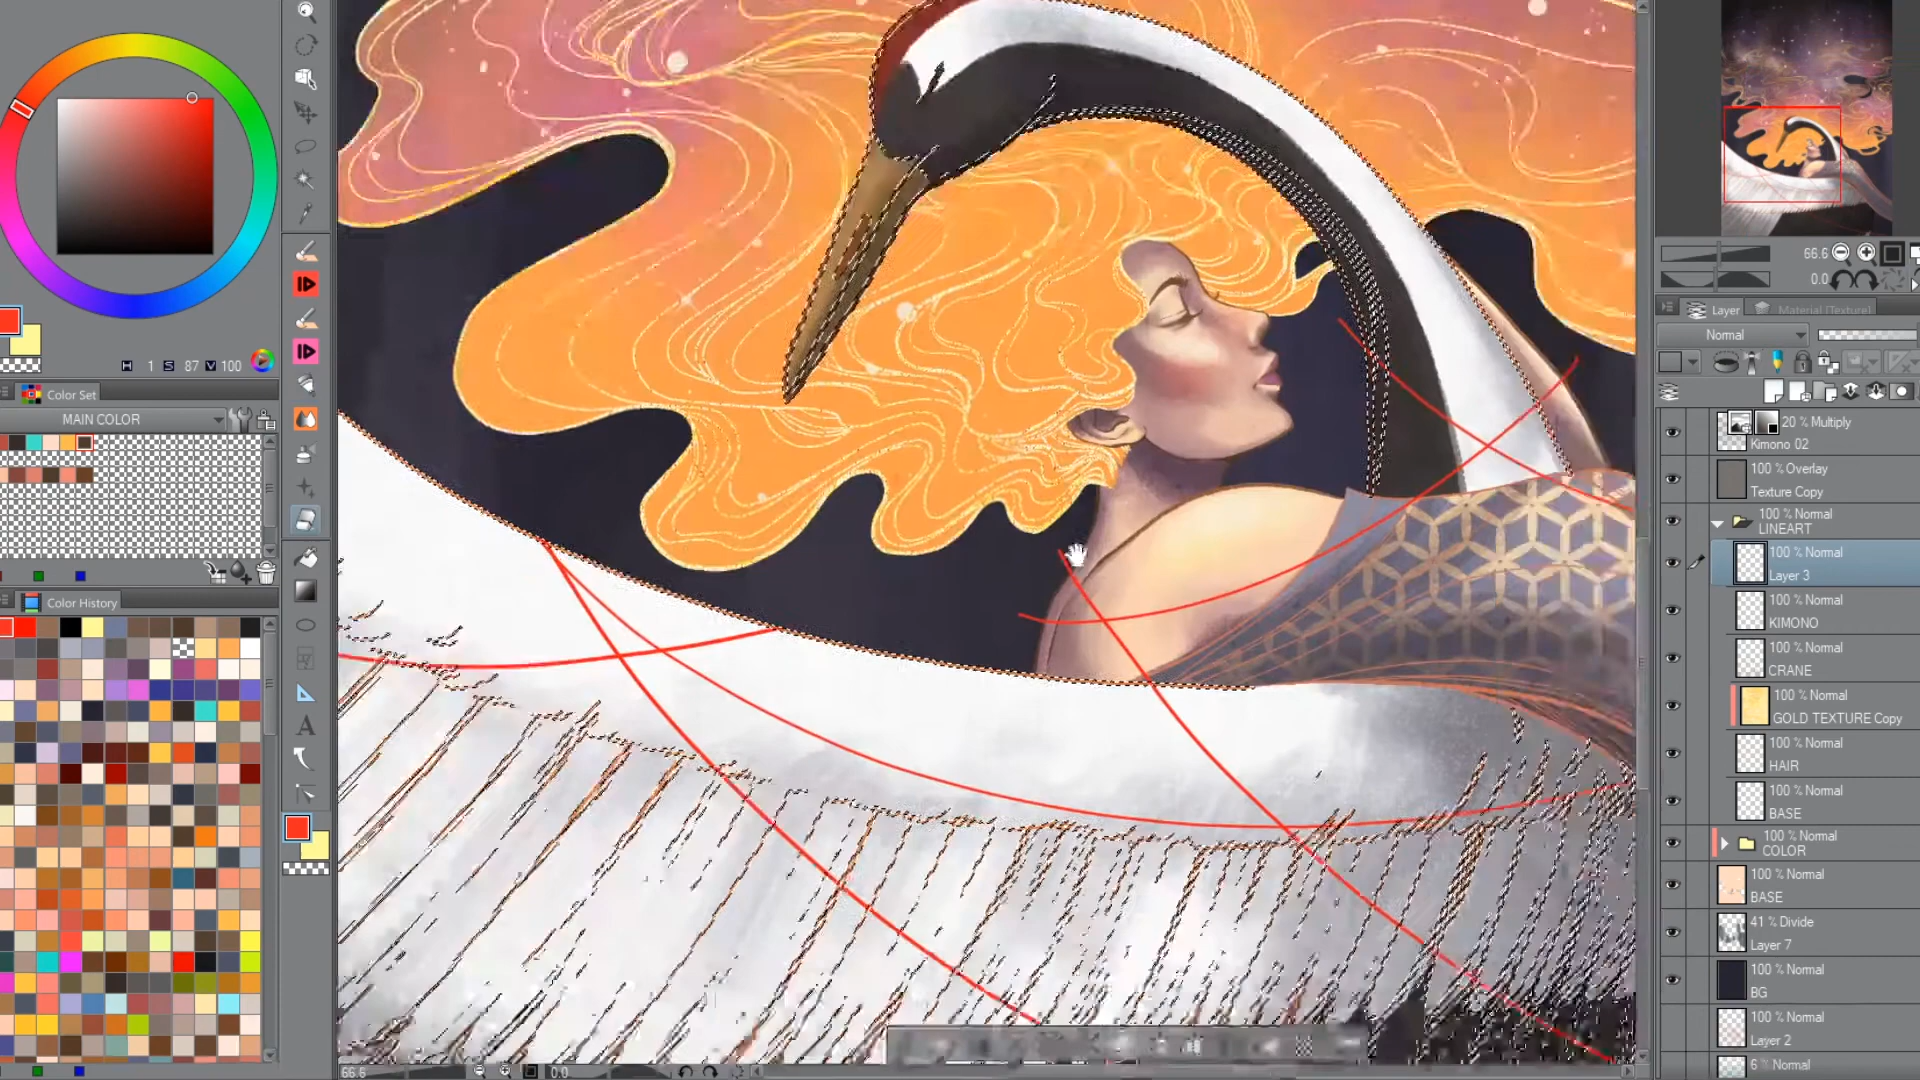 H 1 S 87 V 100
Color Set
MAIN COLOR
Color History
A
66.6
0.0
66.6
0.0
Layer
Material [Texture]
Normal
20 % Multiply
Kimono 02
100 % Overlay
Texture Copy
100 % Normal
LINEART
100 % Normal
Layer 3
100 % Normal
KIMONO
100 % Normal
CRANE
100 % Normal
GOLD TEXTURE Copy
100 % Normal
HAIR
100 % Normal
BASE
100 % Normal
COLOR
100 % Normal
BASE
41 % Divide
Layer 7
100 % Normal
BG
100 % Normal
Layer 2
6 % Normal